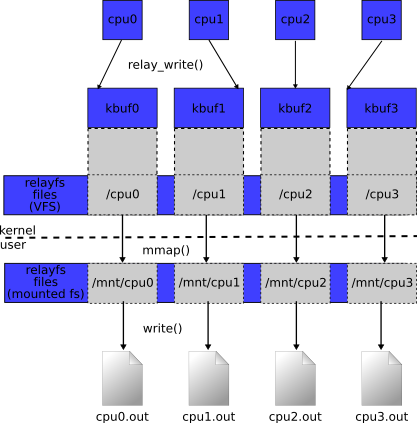 cpu0 cpu1 cpu2 cpu3
relay_write()
kbuf0 kbuf1 kbuf2 kbuf3
relayfs
files
(VFS)
/cpu0 /cpu1 /cpu2 /cpu3
kernel
user
mmap()
relayfs
files
(mounted fs)
/mnt/cpu0 /mnt/cpu1 /mnt/cpu2 /mnt/cpu3
write()
cpu0.out cpu1.out cpu2.out cpu3.out